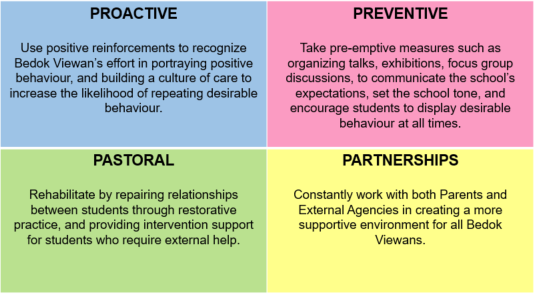 PROACTIVE
Use positive reinforcements to recognize
Bedok Viewan's effort in portraying positive
behaviour, and building a culture of care to
increase the likelihood of repeating desirable
behaviour.
PREVENTIVE
Take pre-emptive measures such as
organizing talks, exhibitions, focus group
discussions, to communicate the school's
expectations, set the school tone, and
encourage students to display desirable
behaviour at all times.
PASTORAL
Rehabilitate by repairing relationships
between students through restorative
practice, and providing intervention support
for students who require external help.
PARTNERSHIPS
Constantly work with both Parents and
External Agencies in creating a more
supportive environment for all Bedok
Viewans.